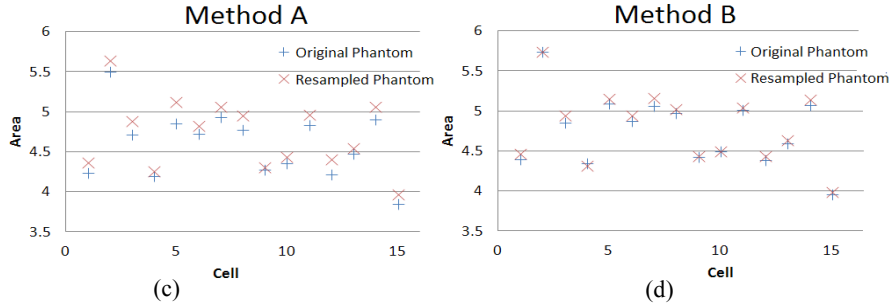 Method A
6
5.5
5
4.5
4
3.5
Area
Original Phantom
Resampled Phantom
0
5
10
15
Cell
(c)
Method B
6
5.5
5
4.5
4
3.5
Area
Original Phantom
Resampled Phantom
0
5
10
15
Cell
(d)